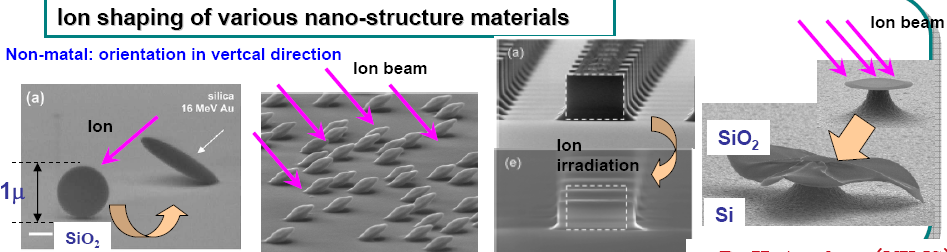 Ion shaping of various nano-structure materials
Non-matal: orientation in vertcal direction
Ion beam
Ion beam
(a)
silica
16 MeV Au
Ion
1μ
SiO2
(a)
Ion
irradiation
(e)
SiO2
Si